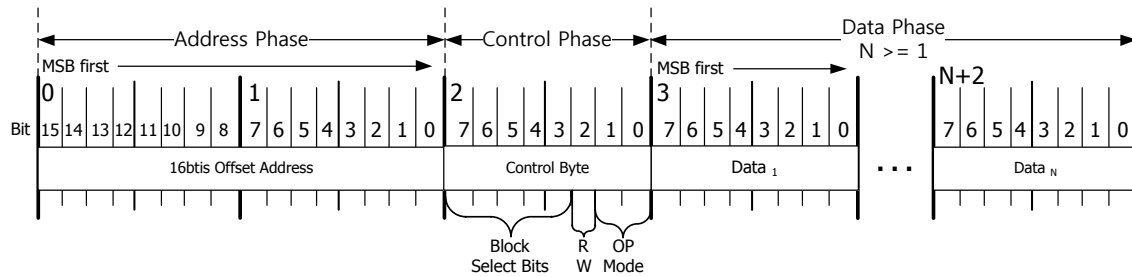 Address Phase Control Phase Data Phase
N >= 1
MSB first MSB first
0 1 2 3 N+2
Bit 15 14 13 12 11 10 9 8 7 6 5 4 3 2 1 0 7 6 5 4 3 2 1 0 7 6 5 4 3 2 1 0 7 6 5 4 3 2 1 0
16btis Offset Address Control Byte Data 1 ... Data N
Block R OP
Select Bits W Mode